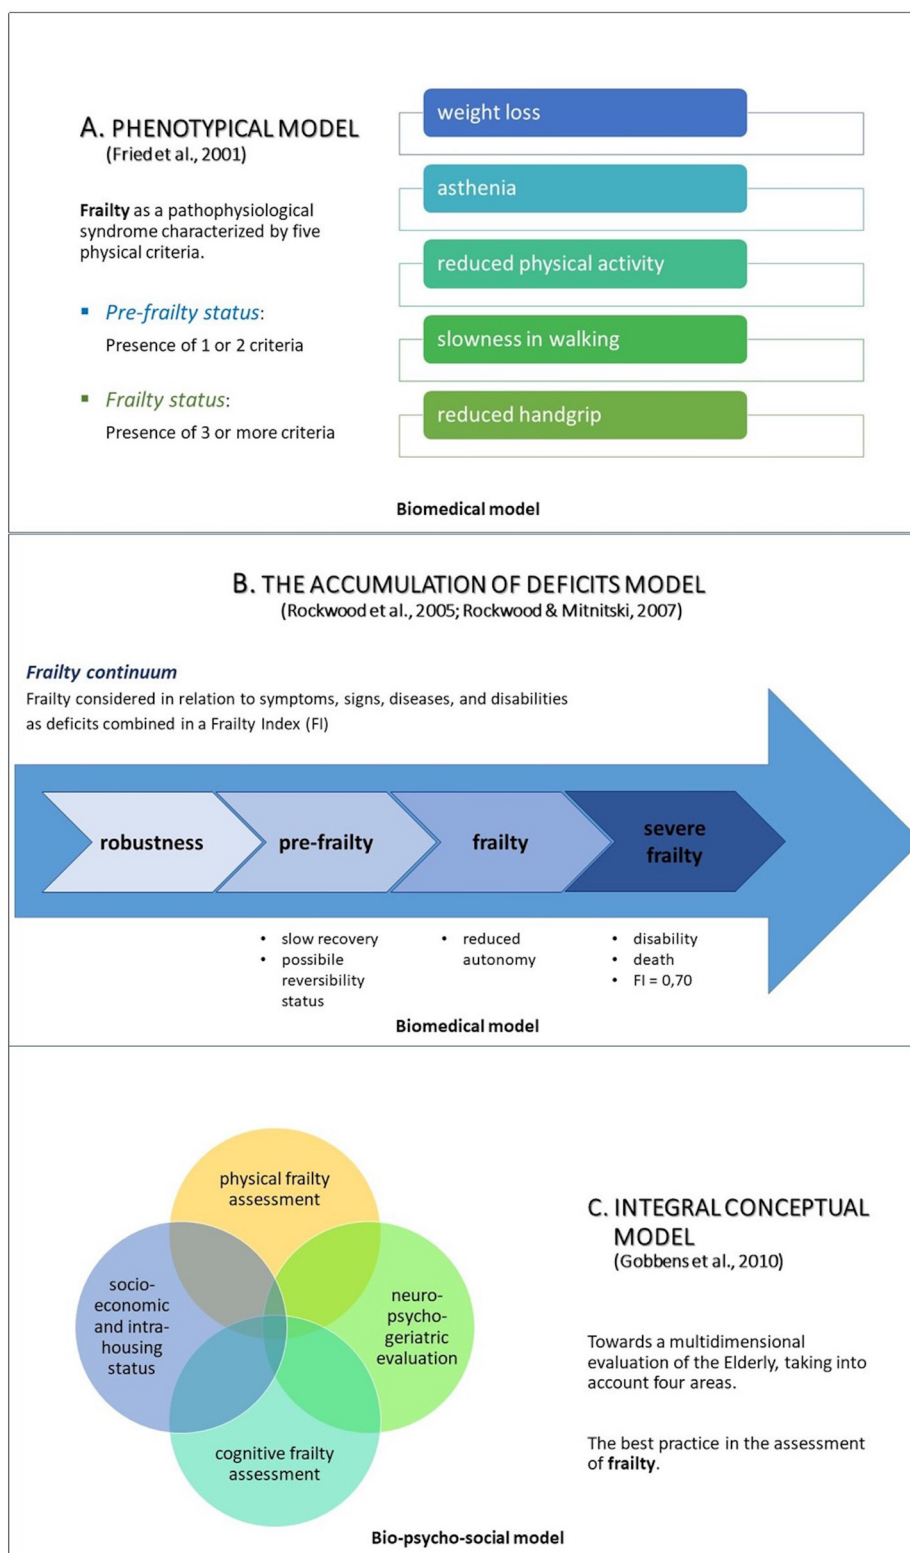 A. PHENOTYPICAL MODEL
(Fried et al., 2001)
Frailty as a pathophysiological
syndrome characterized by five
physical criteria.
▪ Pre-frailty status:
Presence of 1 or 2 criteria
▪ Frailty status:
Presence of 3 or more criteria
weight loss
asthenia
reduced physical activity
slowness in walking
reduced handgrip
Biomedical model
B. THE ACCUMULATION OF DEFICITS MODEL
(Rockwood et al., 2005; Rockwood & Mitnitski, 2007)
Frailty continuum
Frailty considered in relation to symptoms, signs, diseases, and disabilities
as deficits combined in a Frailty Index (FI)
robustness
pre-frailty
frailty
severe
frailty
• slow recovery
• possibile
reversibility
status
• reduced
autonomy
• disability
• death
• FI = 0,70
Biomedical model
physical frailty
assessment
socio-
economic
and intra-
housing
status
neuro-
psycho-
geriatric
evaluation
cognitive frailty
assessment
C. INTEGRAL CONCEPTUAL
MODEL
(Gobbens et al., 2010)
Towards a multidimensional
evaluation of the Elderly, taking into
account four areas.
The best practice in the assessment
of frailty.
Bio-psycho-social model